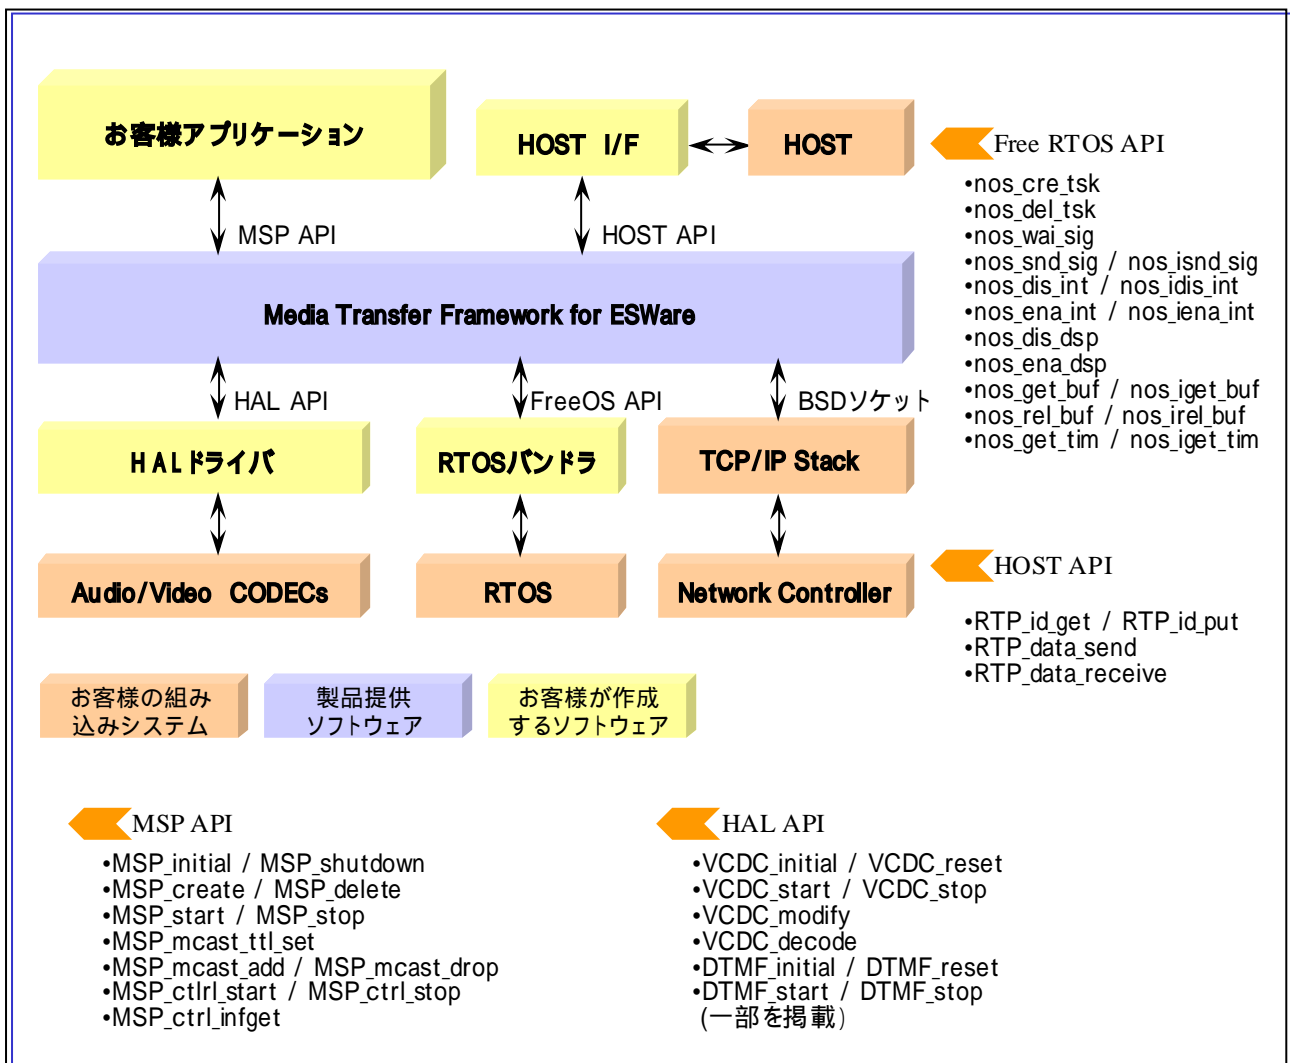 お客様アプリケーション
HOST I/F
HOST
MSP API
HOST API
Media Transfer Framework for ESWare
HAL API
FreeOS API
BSDソケット
HALドライバ
RTOSバンドラ
TCP/IP Stack
Audio/Video CODECs
RTOS
Network Controller
お客様の組み
込みシステム
製品提供
ソフトウェア
お客様が作成
するソフトウェア
Free RTOS API
•nos_cre_tsk
•nos_del_tsk
•nos_wai_sig
•nos_snd_sig / nos_isnd_sig
•nos_dis_int / nos_idis_int
•nos_ena_int / nos_iena_int
•nos_dis_dsp
•nos_ena_dsp
•nos_get_buf / nos_iget_buf
•nos_rel_buf / nos_irel_buf
•nos_get_tim / nos_iget_tim
HOST API
•RTP_id_get / RTP_id_put
•RTP_data_send
•RTP_data_receive
MSP API
•MSP_initial / MSP_shutdown
•MSP_create / MSP_delete
•MSP_start / MSP_stop
•MSP_mcast_ttl_set
•MSP_mcast_add / MSP_mcast_drop
•MSP_ctlrl_start / MSP_ctrl_stop
•MSP_ctrl_infget
HAL API
•VCDC_initial / VCDC_reset
•VCDC_start / VCDC_stop
•VCDC_modify
•VCDC_decode
•DTMF_initial / DTMF_reset
•DTMF_start / DTMF_stop
(一部を掲載)